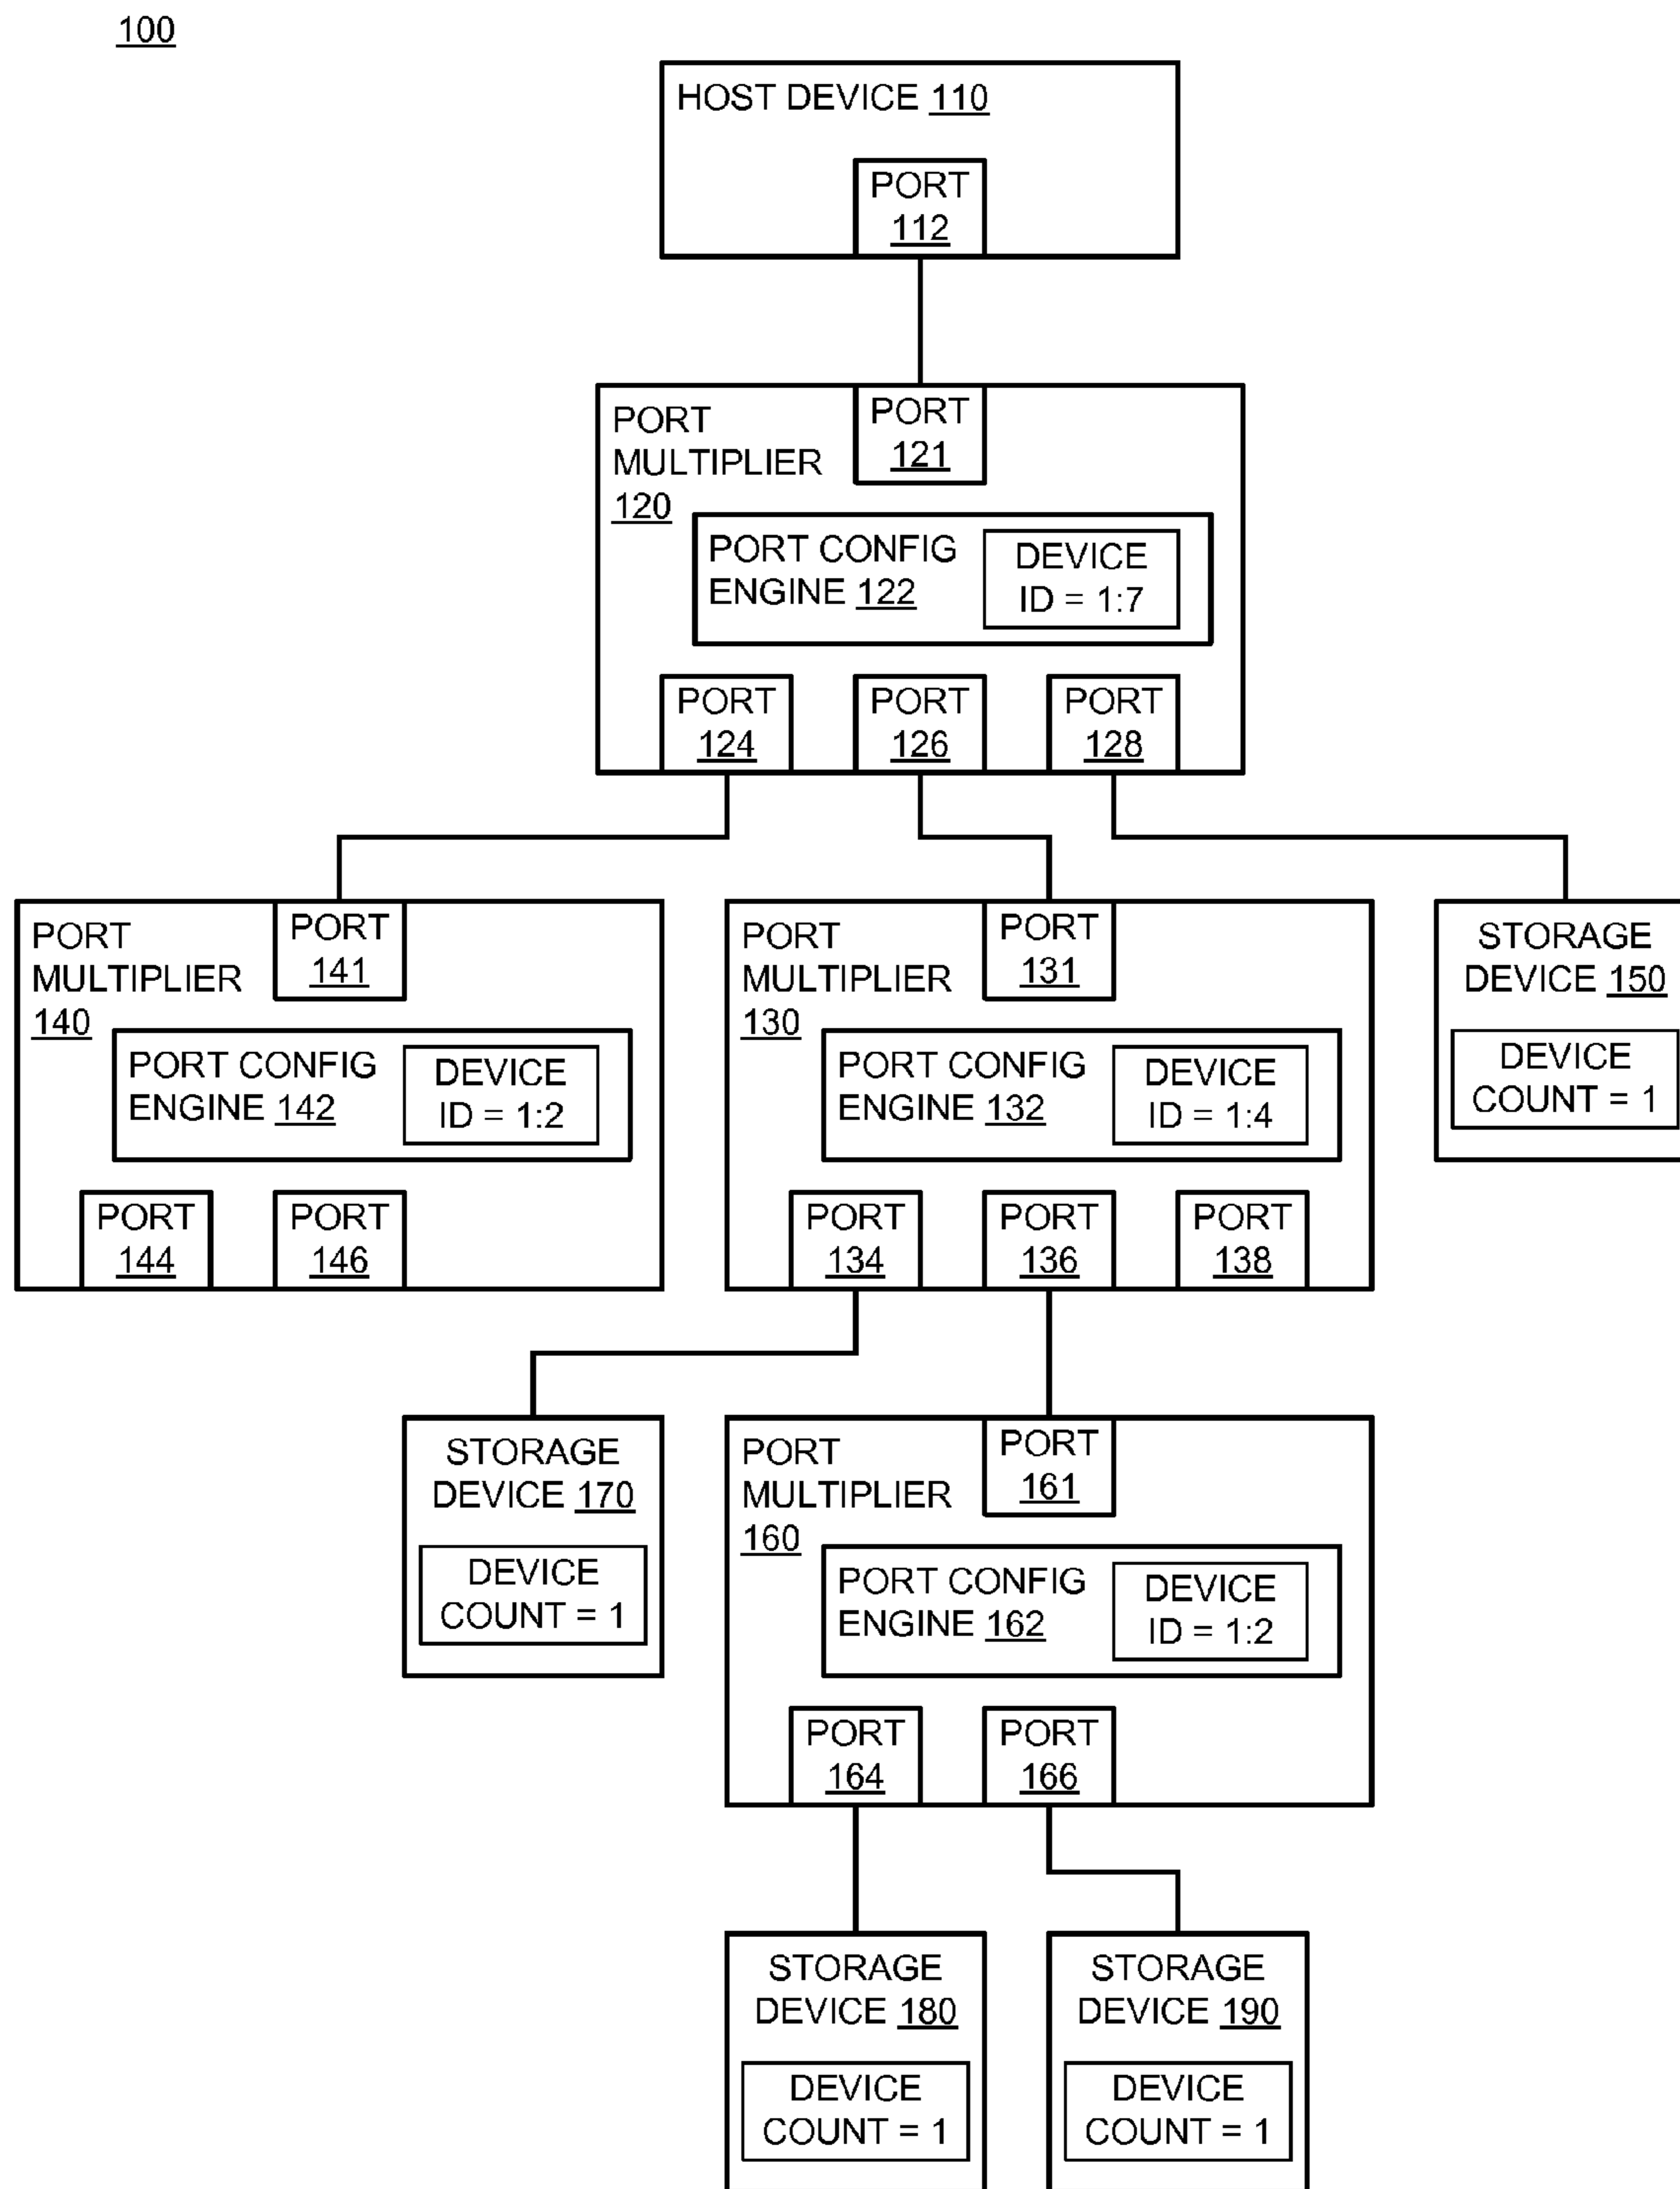 100
HOST DEVICE 110
PORT
112
PORT
MULTIPLIER
120
PORT
121
PORT CONFIG
ENGINE 122
DEVICE
ID = 1:7
PORT
124
PORT
126
PORT
128
PORT
MULTIPLIER
140
PORT
141
PORT CONFIG
ENGINE 142
DEVICE
ID = 1:2
PORT
144
PORT
146
PORT
MULTIPLIER
130
PORT
131
PORT CONFIG
ENGINE 132
DEVICE
ID = 1:4
PORT
134
PORT
136
PORT
138
STORAGE
DEVICE 150
DEVICE
COUNT = 1
STORAGE
DEVICE 170
DEVICE
COUNT = 1
PORT
MULTIPLIER
160
PORT
161
PORT CONFIG
ENGINE 162
DEVICE
ID = 1:2
PORT
164
PORT
166
STORAGE
DEVICE 180
DEVICE
COUNT = 1
STORAGE
DEVICE 190
DEVICE
COUNT = 1